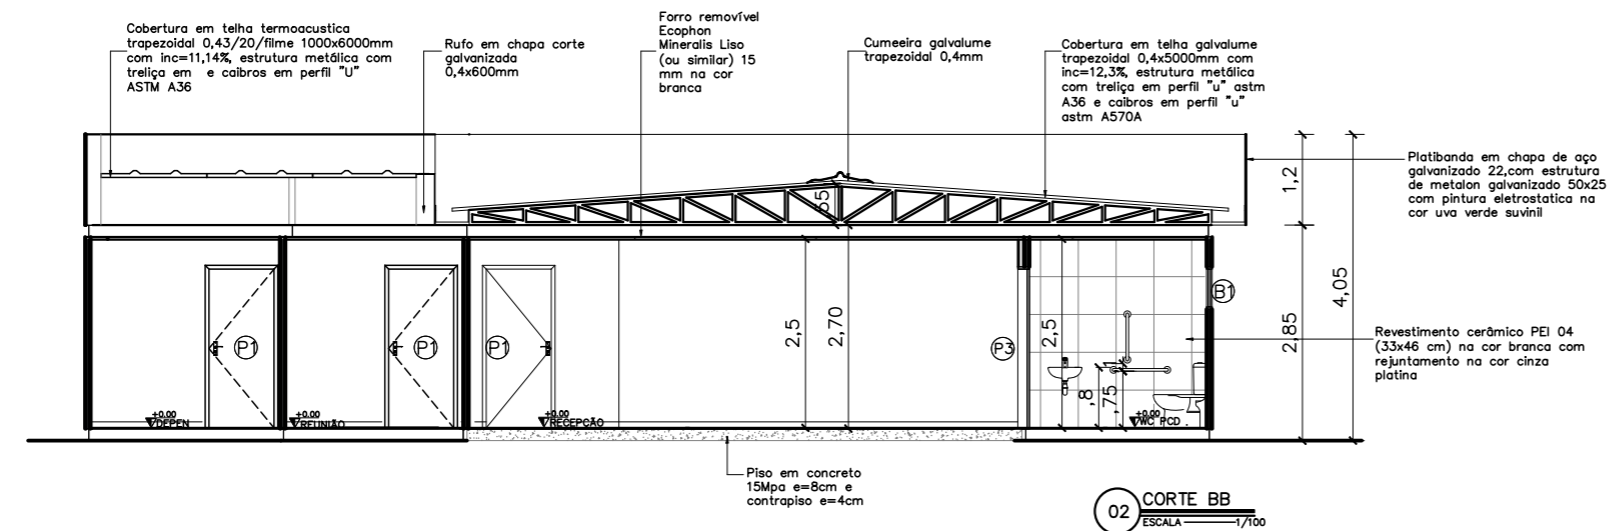 Cobertura em telha termoacustica
trapezoidal 0,43/20/filme 1000x6000mm
com inc=11,14%, estrutura metálica com
treliça em e caibros em perfil "U"
ASTM A36
Rufo em chapa corte
galvanizada
0,4x600mm
Forro removível
Ecophon
Mineralis Liso
(ou similar) 15
mm na cor
branca
Cumeeira galvalume
trapezoidal 0,4mm
Cobertura em telha galvalume
trapezoidal 0,4x5000mm com
inc=12,3%, estrutura metálica
com treliça em perfil "u" astm
A36 e caibros em perfil "u"
astm A570A
Platibanda em chapa de aço
galvanizado 22,com estrutura
de metalon galvanizado 50x25
com pintura eletrostatica na
cor uva verde suvinil
1,2
4,05
2,85
2,5
2,70
2,5
,8
,75
P1
P1
P1
P3
B1
Revestimento cerâmico PEI 04
(33x46 cm) na cor branca com
rejuntamento na cor cinza
platina
+0.00
DEPEN
+0.00
REUNIÃO
+0.00
RECEPCÃO
+0.00
WC PCD
Piso em concreto
15Mpa e=8cm e
contrapiso e=4cm
02
CORTE BB
ESCALA 1/100